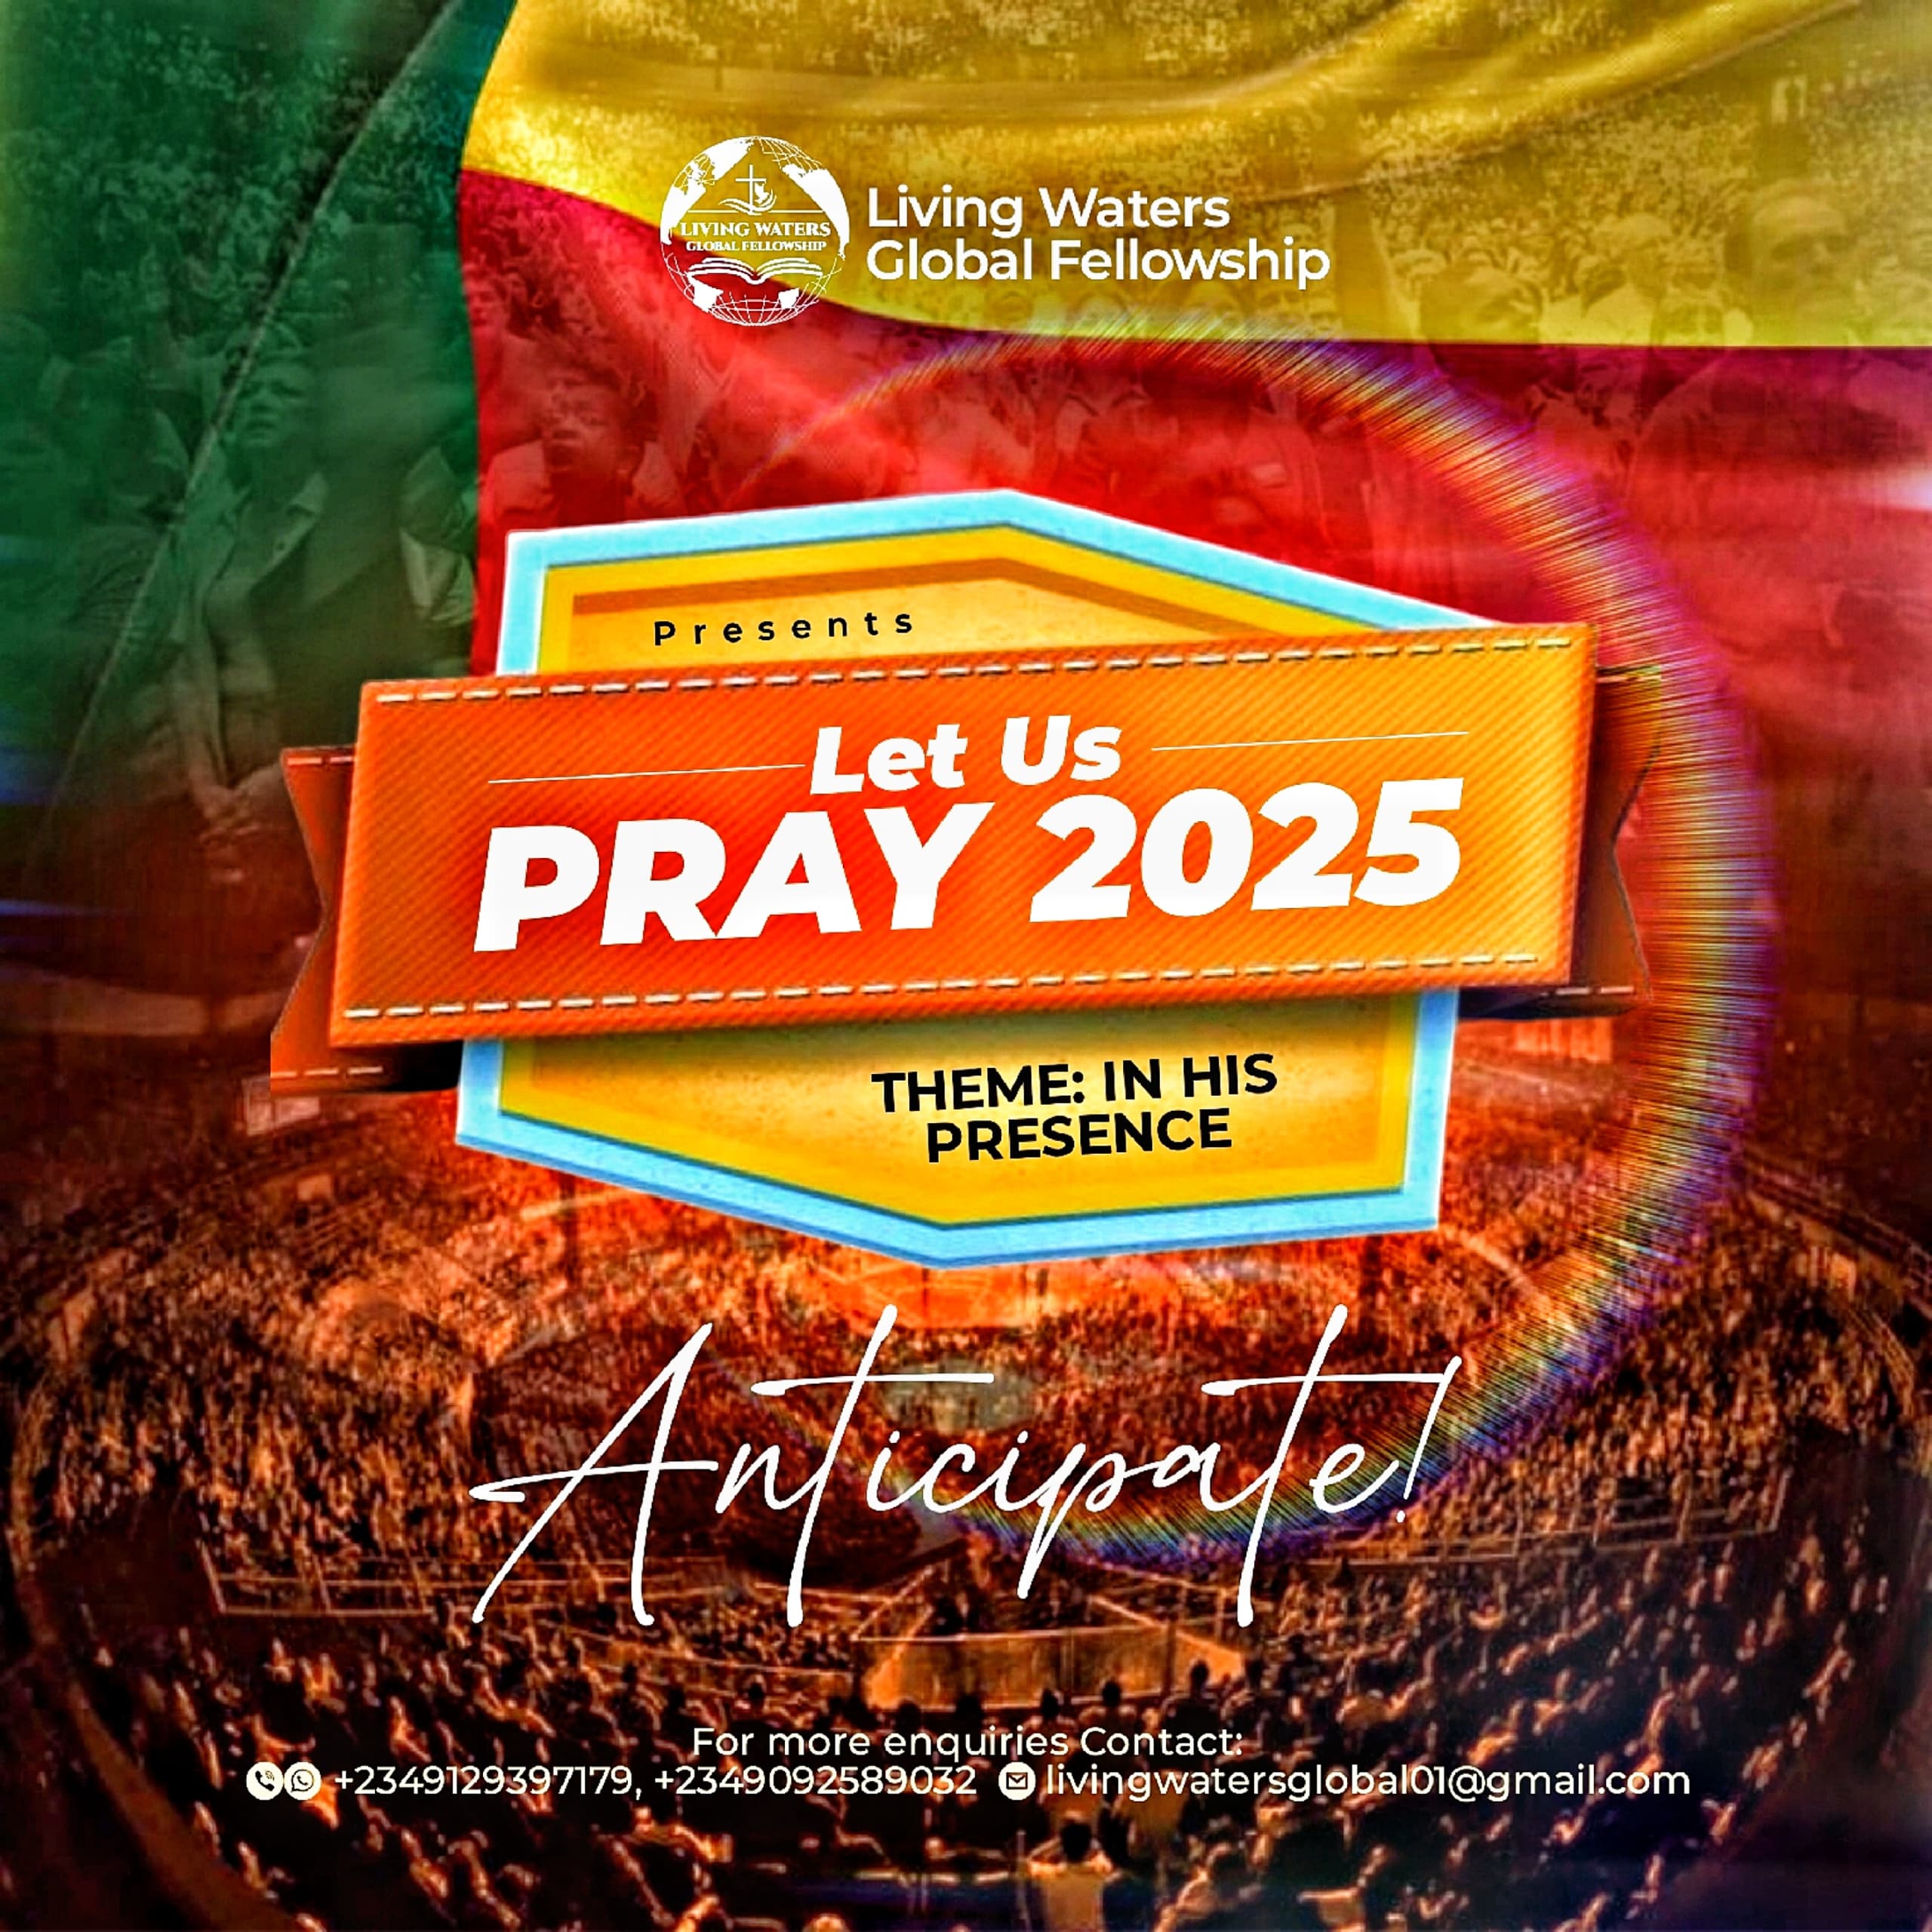 LIVING WATERS
GLOBAL FELLOWSHIP
Living Waters
Global Fellowship
Presents
Let Us
PRAY 2025
THEME: IN HIS
PRESENCE
Anticipate!
For more enquiries Contact:
+2349129397179, +2349092589032 livingwatersglobal01@gmail.com